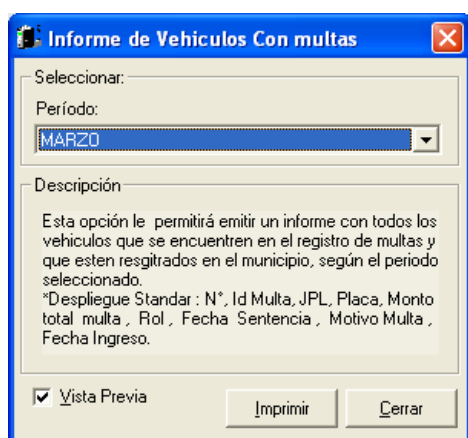 Informe de Vehiculos Con multas
Seleccionar:
Período:
MARZO
Descripción
Esta opción le permitirá emitir un informe con todos los
vehiculos que se encuentren en el registro de multas y
que esten resgitrados en el municipio, según el periodo
seleccionado.
*Despliegue Standar : N°, Id Multa, JPL, Placa, Monto
total multa , Rol , Fecha Sentencia , Motivo Multa ,
Fecha Ingreso.
Vista Previa
Imprimir
Cerrar